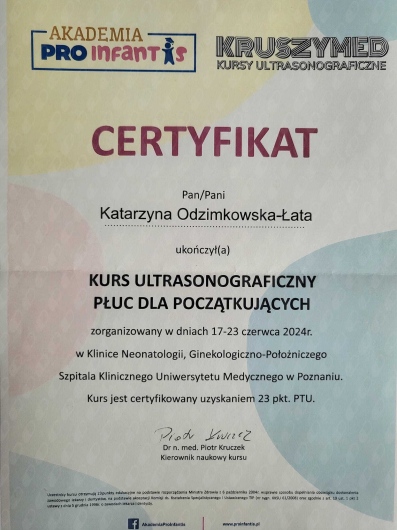 AKADEMIA
PRO INFANTIS
KRUSZYMED
KURSY ULTRASONOGRAFICZNE
CERTYFIKAT
Pan/Pani
Katarzyna Odzimkowska-Łata
ukończył(a)
KURS ULTRASONOGRAFICZNY
PŁUC DLA POCZĄTKUJĄCYCH
zorganizowany w dniach 17-23 czerwca 2024r.
w Klinice Neonatologii, Ginekologiczno-Położniczego
Szpitala Klinicznego Uniwersytetu Medycznego w Poznaniu.
Kurs jest certyfikowany uzyskaniem 23 pkt. PTU.
Dr n. med. Piotr Kruczek
Kierownik naukowy kursu
AkademiaProInfantis
www.proinfantis.pl